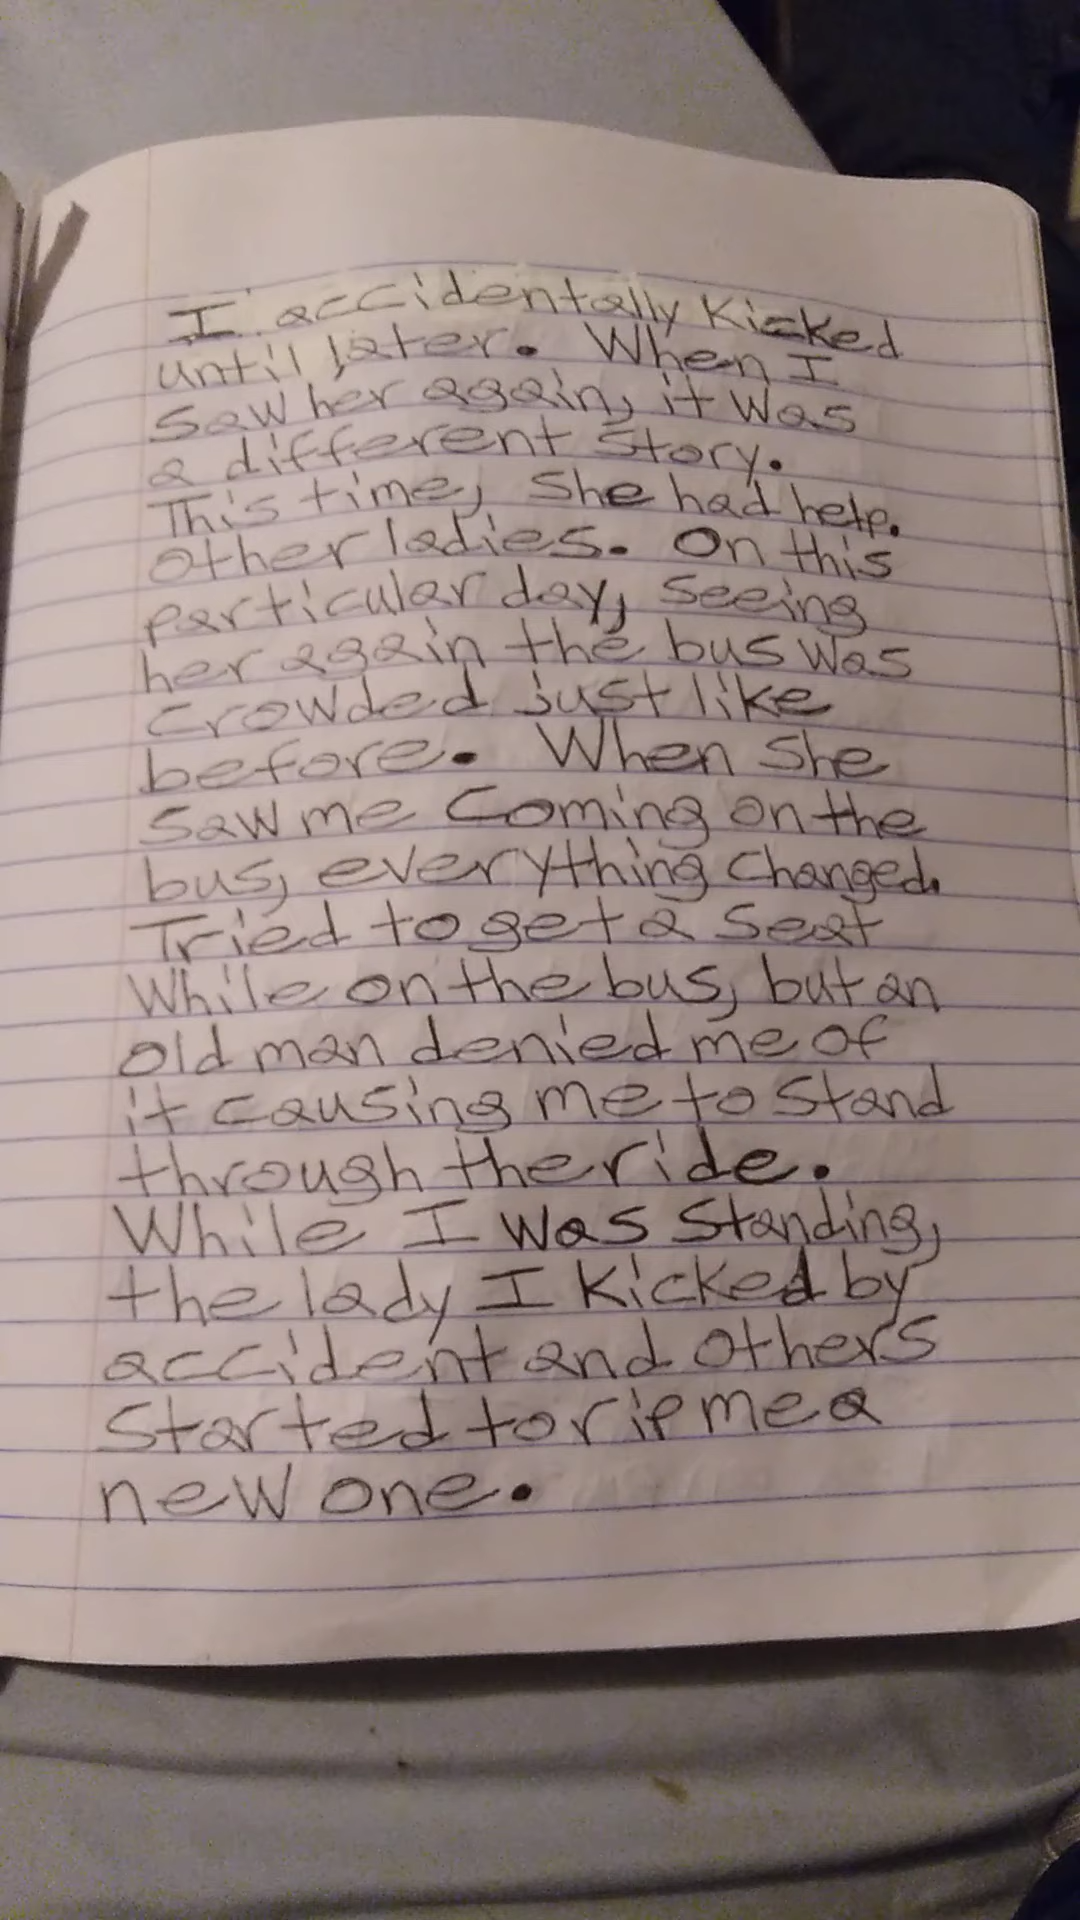 I accidentally kicked
until later. When I
saw her again, it was
a different story.
This time, she had help.
Other ladies. On this
particular day, seeing
her again the bus was
crowded just like
before. When she
saw me coming on the
bus, everything changed.
Tried to get a seat
while on the bus, but an
old man denied me of
it causing me to stand
through the ride.
While I was standing,
the lady I kicked by
accident and others
started to rip me a
new one.